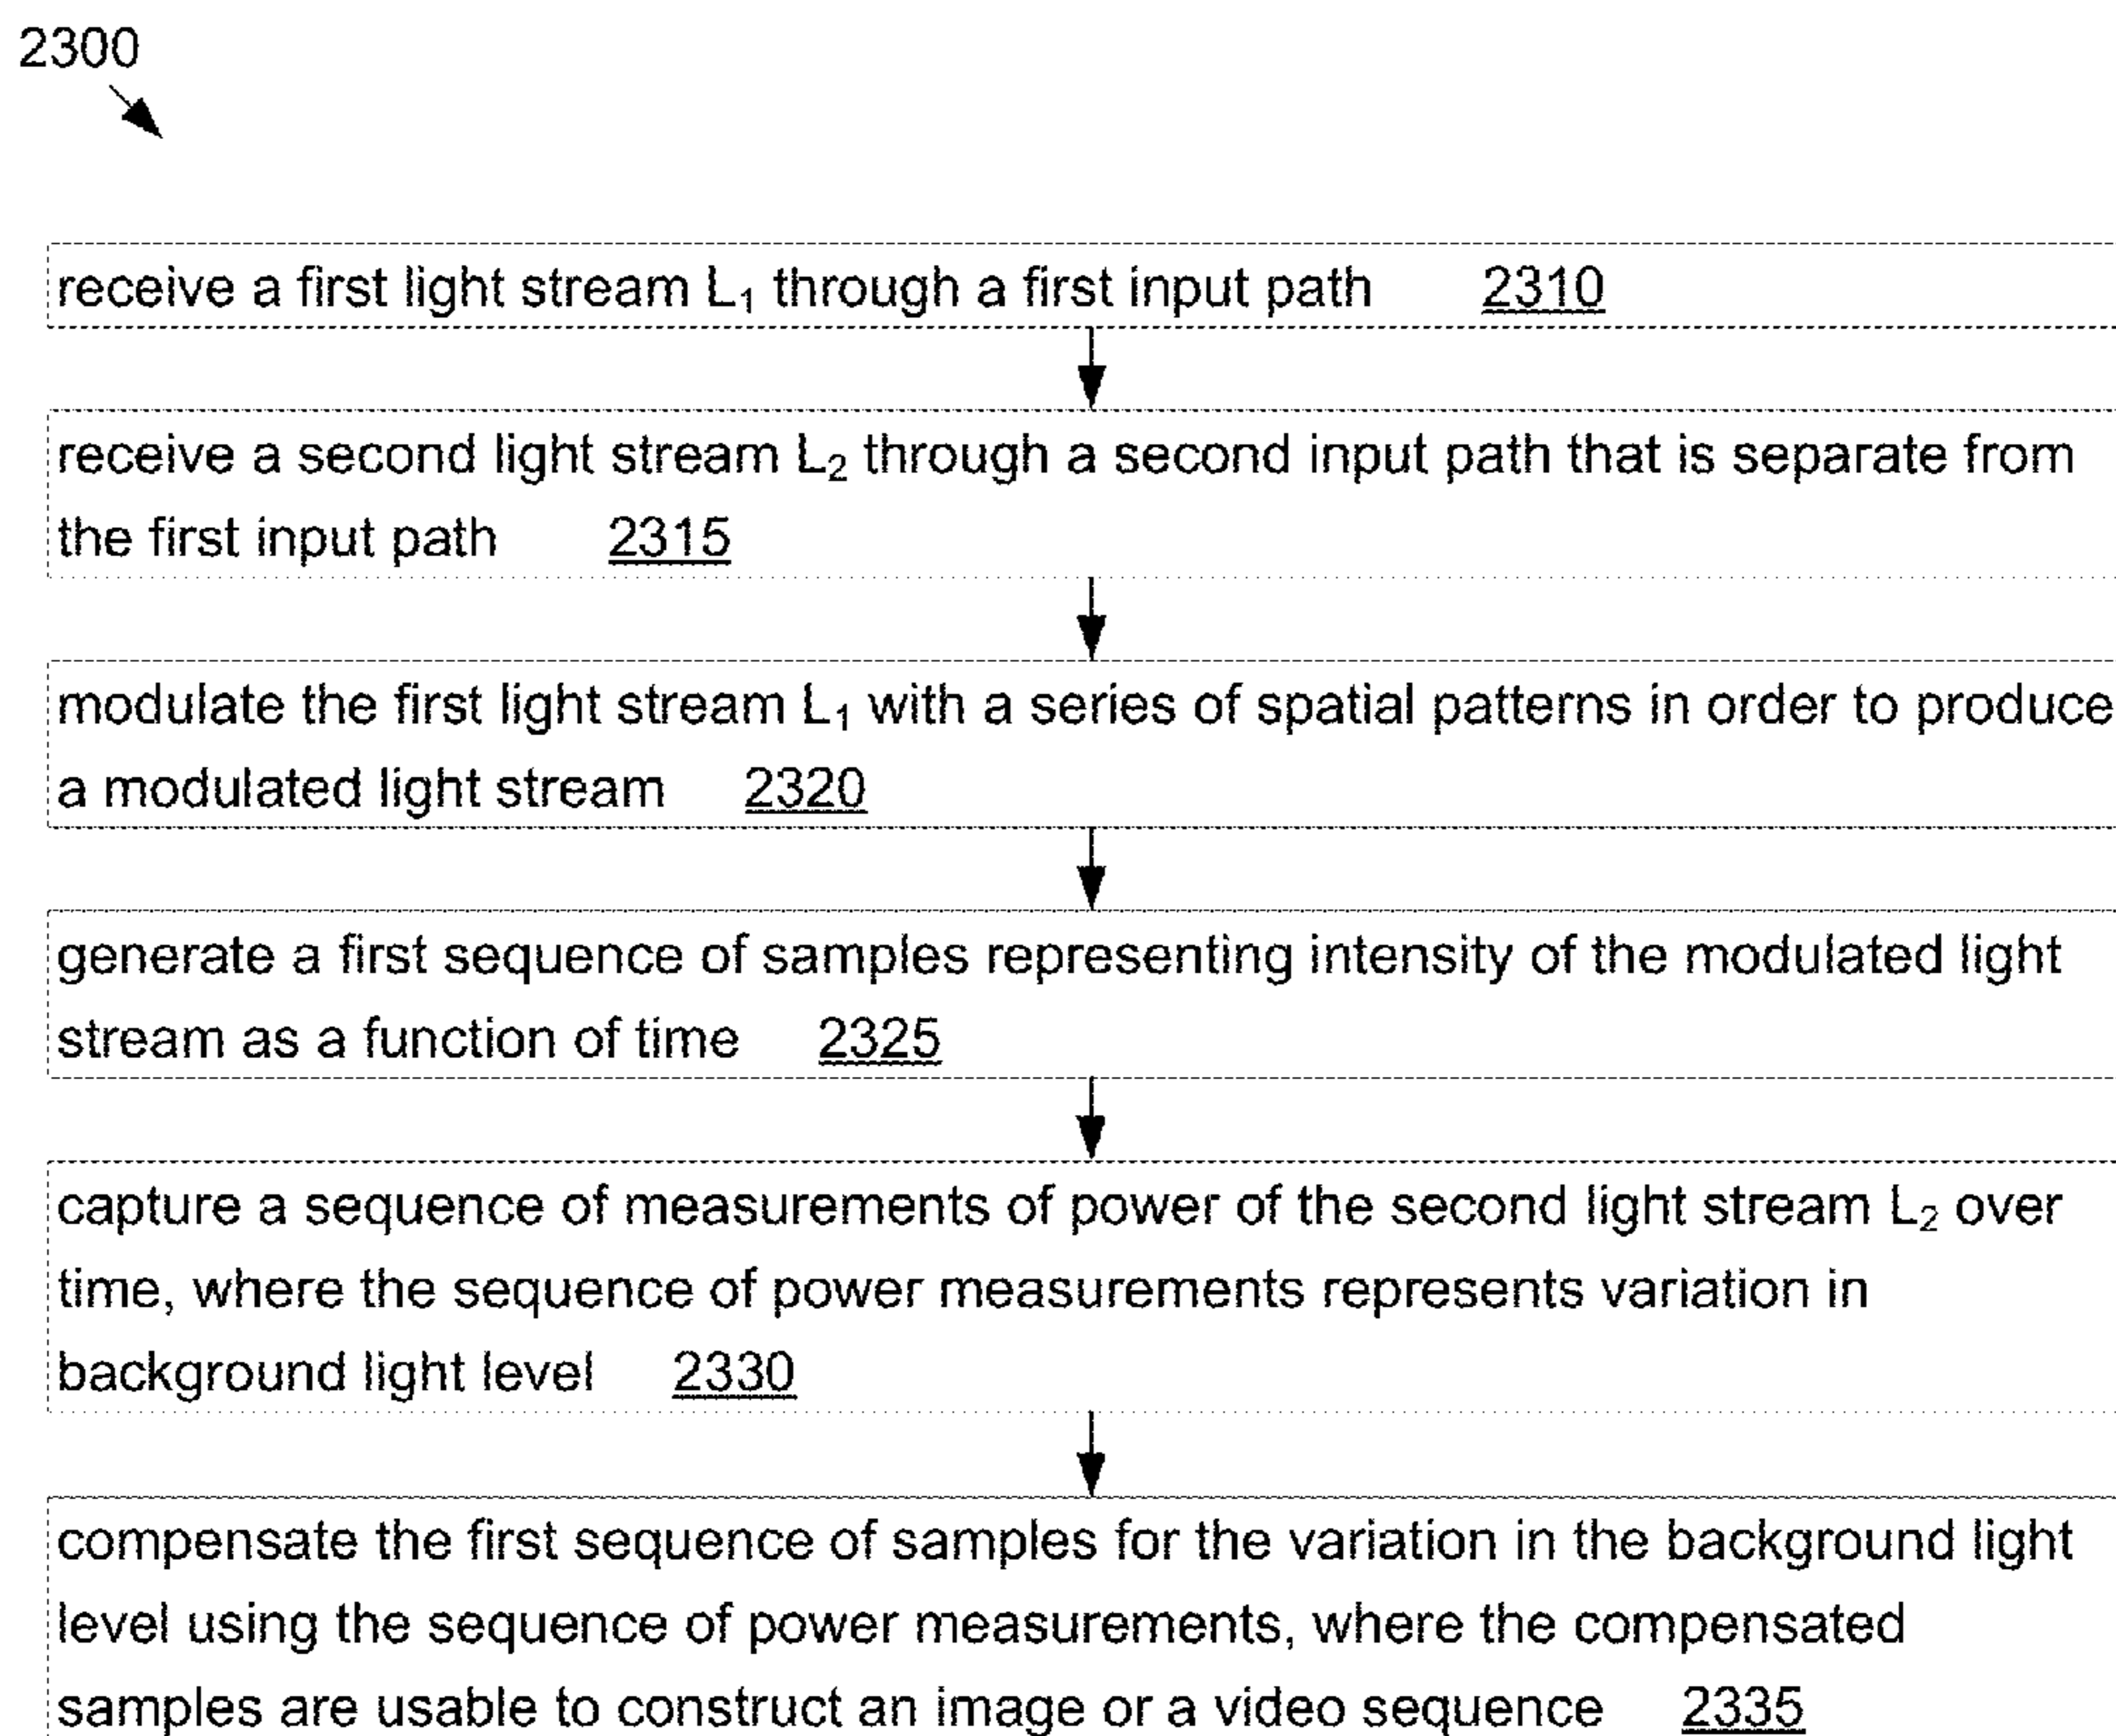 2300
receive a first light stream L₁ through a first input path 2310
receive a second light stream L₂ through a second input path that is separate from
the first input path 2315
modulate the first light stream L₁ with a series of spatial patterns in order to produce
a modulated light stream 2320
generate a first sequence of samples representing intensity of the modulated light
stream as a function of time 2325
capture a sequence of measurements of power of the second light stream L₂ over
time, where the sequence of power measurements represents variation in
background light level 2330
compensate the first sequence of samples for the variation in the background light
level using the sequence of power measurements, where the compensated
samples are usable to construct an image or a video sequence 2335